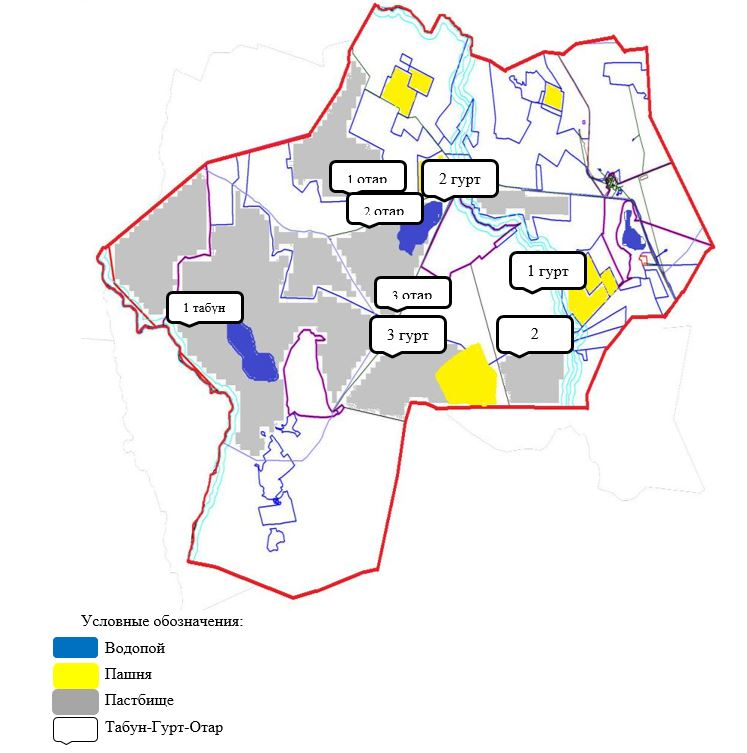 1 отар
2 гурт
2 отар
1 гурт
3 отар
1 табун
3 гурт
2
Условные обозначения:
Водопой
Пашня
Пастбище
Табун-Гурт-Отар